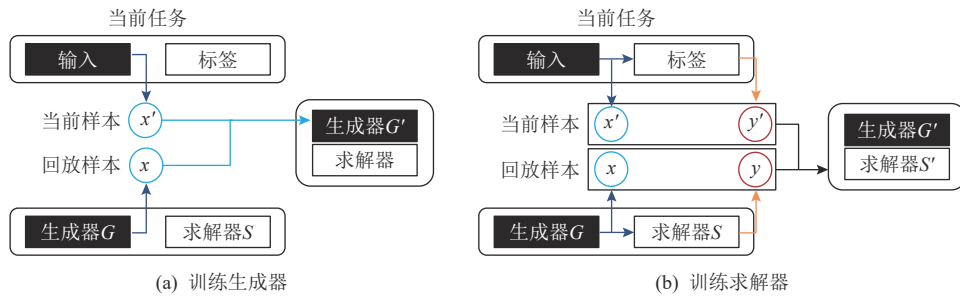 当前任务
输入
标签
当前样本
x′
回放样本
x
生成器G′
求解器
生成器G
求解器S
(a) 训练生成器
当前任务
输入
标签
当前样本
x′
y′
回放样本
x
y
生成器G′
求解器S′
生成器G
求解器S
(b) 训练求解器